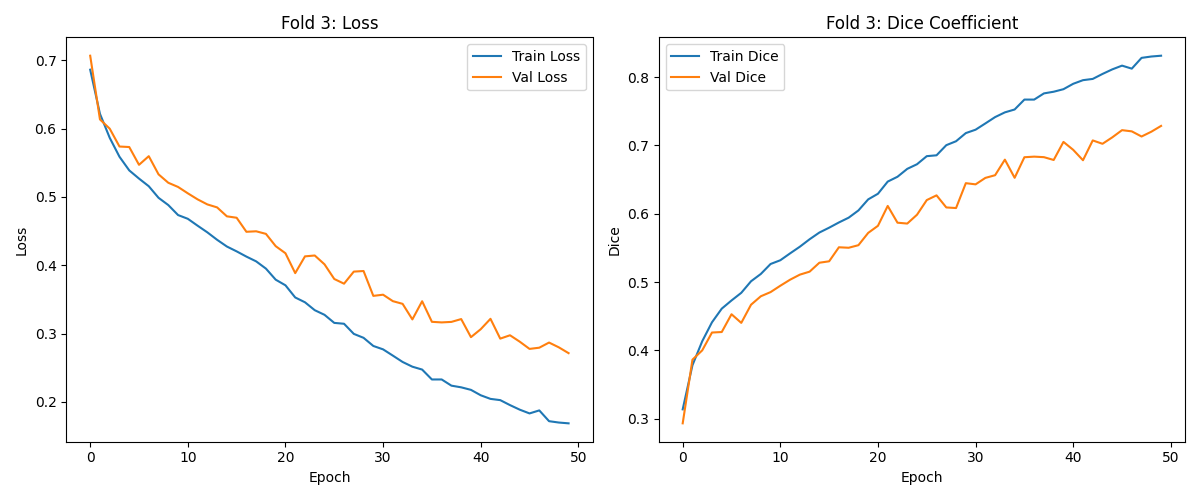 Fold 3: Loss
Train Loss
Val Loss
0.7
0.6
0.5
0.4
0.3
0.2
Loss
0 10 20 30 40 50
Epoch
Fold 3: Dice Coefficient
Train Dice
Val Dice
0.8
0.7
0.6
0.5
0.4
0.3
Dice
0 10 20 30 40 50
Epoch